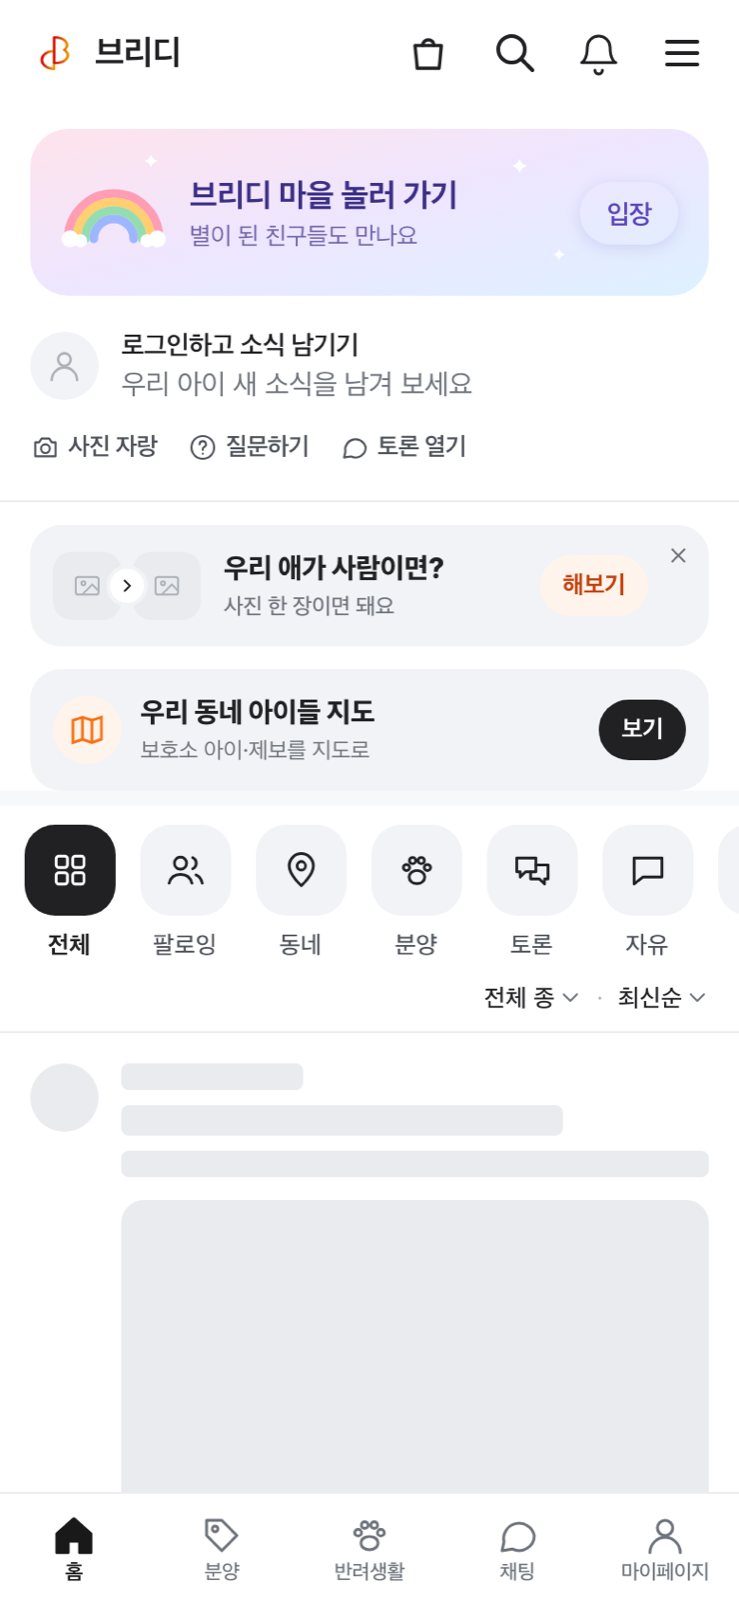 브리디
브리디 마을 놀러 가기
별이 된 친구들도 만나요
입장
로그인하고 소식 남기기
우리 아이 새 소식을 남겨 보세요
사진 자랑 질문하기 토론 열기
우리 애가 사람이면?
사진 한 장이면 돼요
해보기
우리 동네 아이들 지도
보호소 아이·제보를 지도로
보기
전체 팔로잉 동네 분양 토론 자유
전체 종 · 최신순
홈 분양 반려생활 채팅 마이페이지